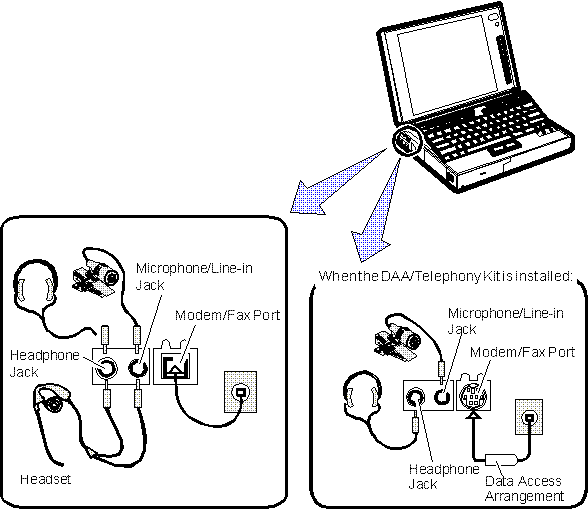 Microphone/Line-in
Jack
Modem/Fax Port
Headphone
Jack
Headset
When the DAA/Telephony Kit is installed:
Microphone/Line-in
Jack
Modem/Fax Port
Headphone
Jack
Data Access
Arrangement